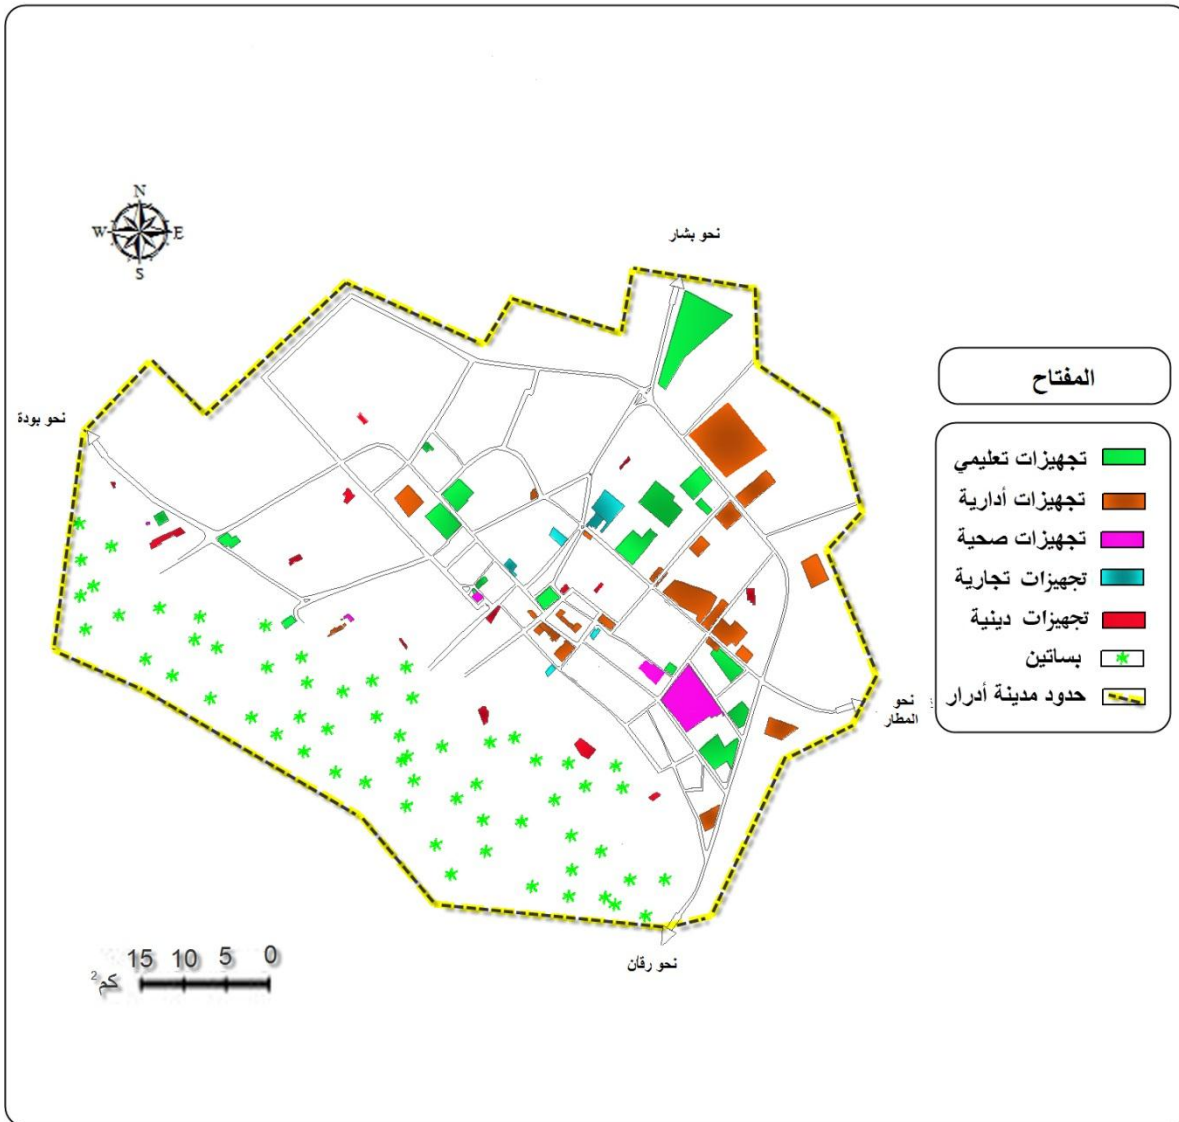 N
W E
S
نحو بشار
نحو بودة
المفتاح
تجهيزات تعليمي
تجهيزات أدارية
تجهيزات صحية
تجهيزات تجارية
تجهيزات دينية
بساتين
حدود مدينة أدرار
نحو
المطار
15 10 5 0
كم2
نحو رقان